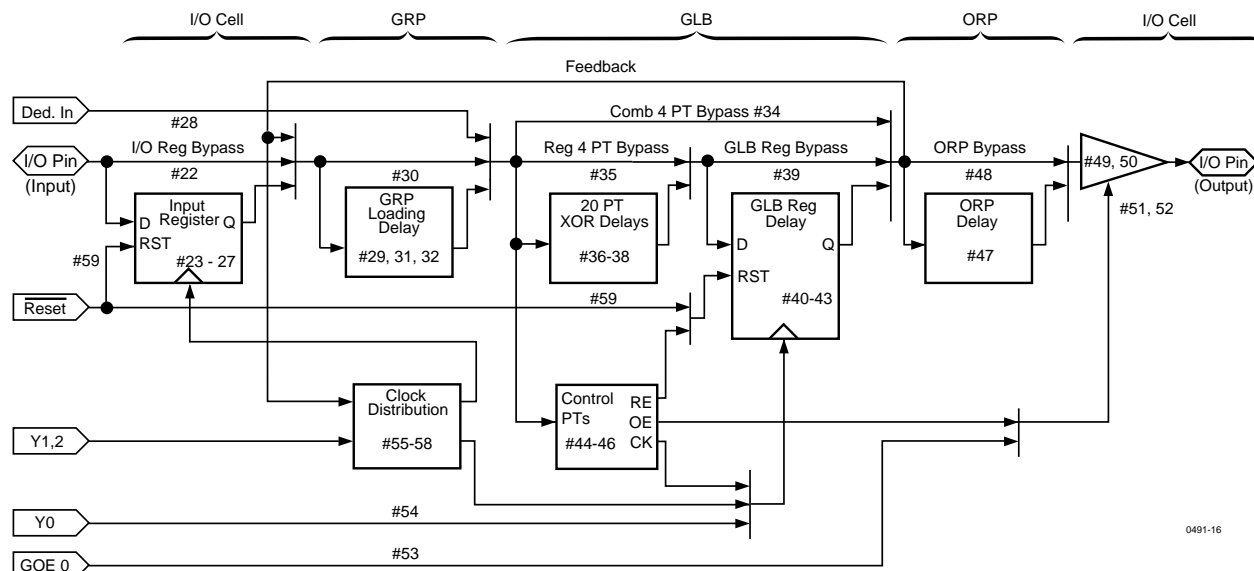 I/O Cell
GRP
GLB
ORP
I/O Cell
Feedback
Ded. In
#28
Comb 4 PT Bypass #34
I/O Pin
(Input)
I/O Reg Bypass
#22
#30
Reg 4 PT Bypass
#35
GLB Reg Bypass
#39
ORP Bypass
#48
#49, 50
I/O Pin
(Output)
#51, 52
Input
Register
D
Q
RST
#23 - 27
#59
GRP
Loading
Delay
#29, 31, 32
20 PT
XOR Delays
#36-38
GLB Reg
Delay
D
Q
RST
#40-43
ORP
Delay
#47
Reset
#59
Clock
Distribution
#55-58
Control
PTs
#44-46
RE
OE
CK
Y1,2
Y0
#54
GOE 0
#53
0491-16